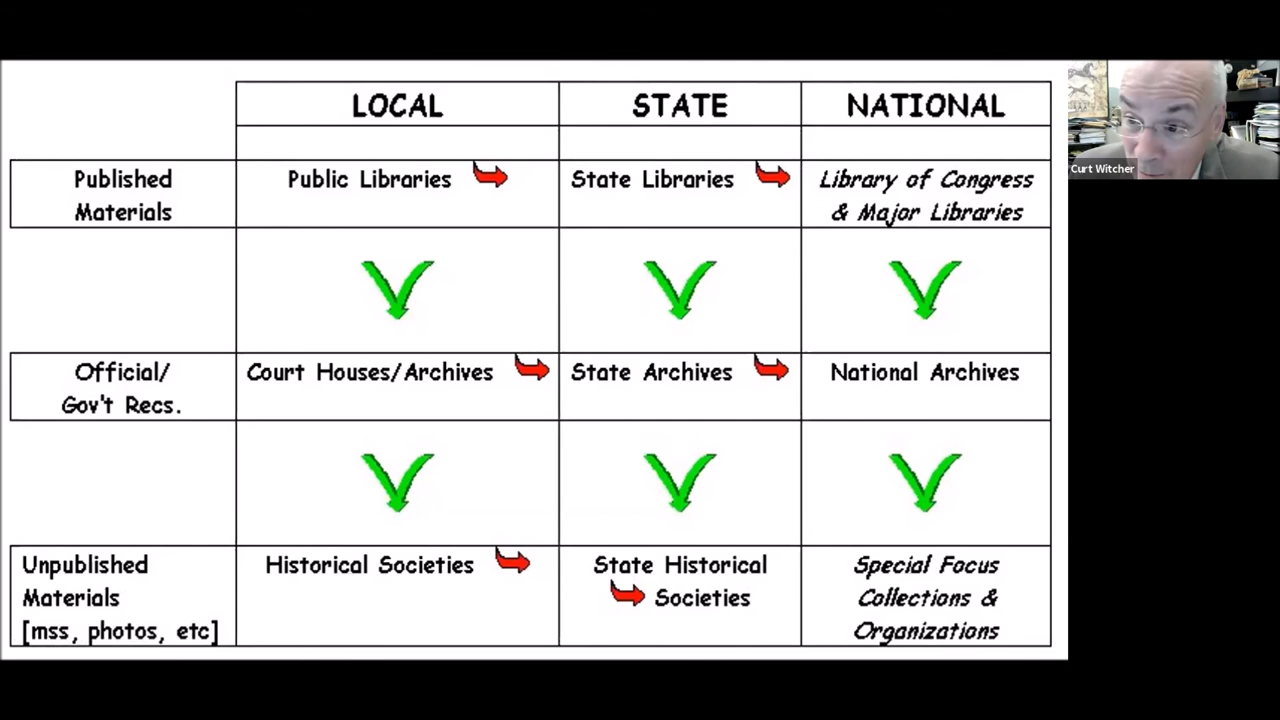 LOCAL STATE NATIONAL
Published Materials
Public Libraries
State Libraries
Library of Congress
& Major Libraries
Official/
Gov't Recs.
Court Houses/Archives
State Archives
National Archives
Unpublished
Materials
[mss, photos, etc]
Historical Societies
State Historical
Societies
Special Focus
Collections &
Organizations
Curt Witcher